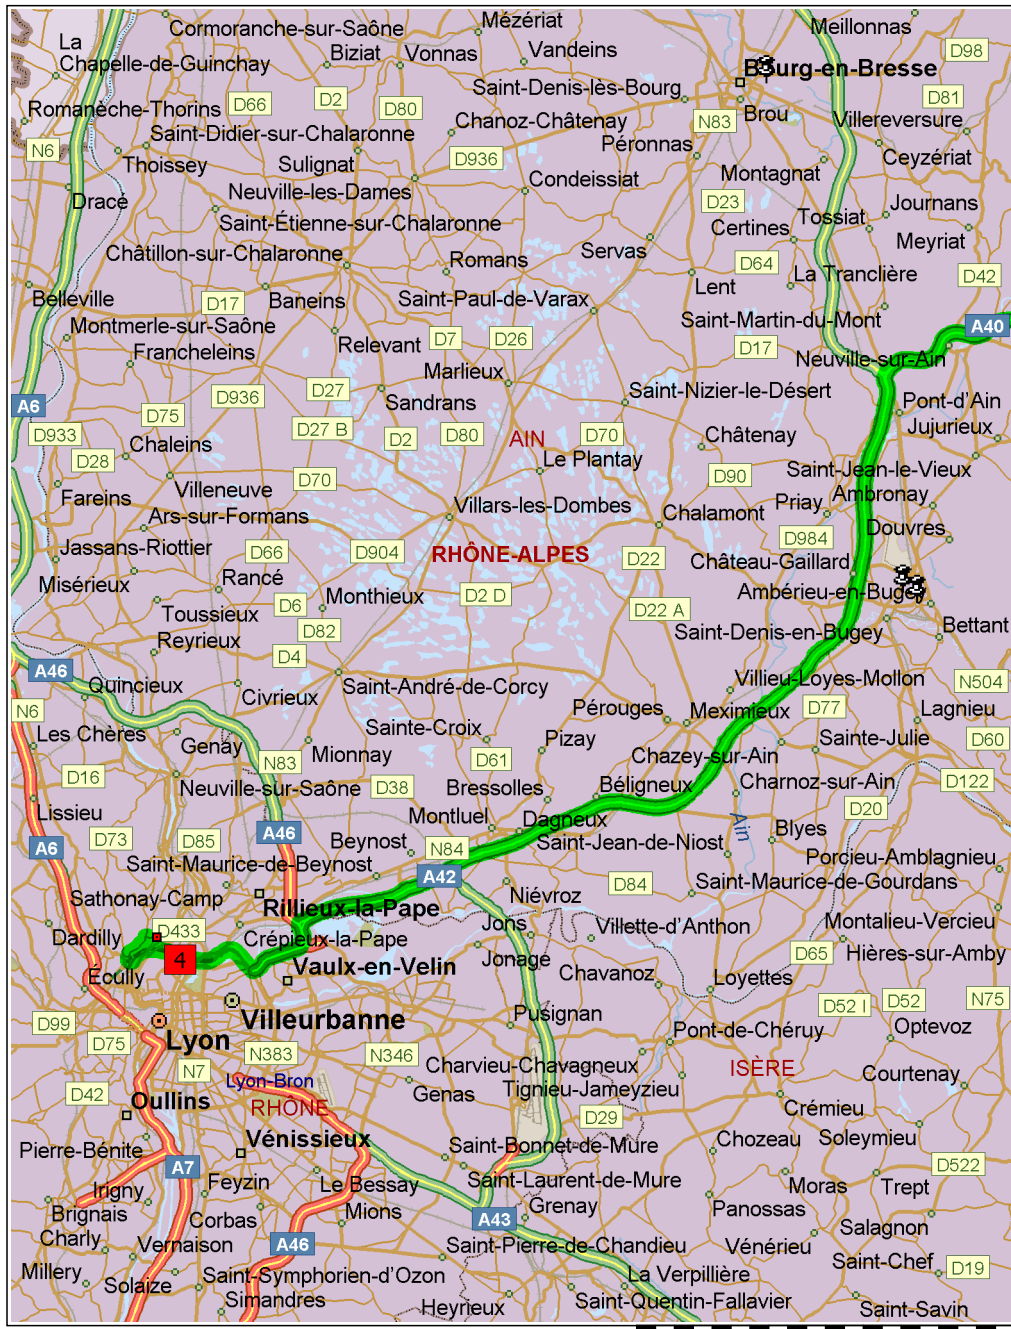 Cormoranche-sur-Saône
Mézériat
Meillonnas
La
Chapelle-de-Guinchay
Biziat
Vonnas
Vandeins
D98
Bourg-en-Bresse
Saint-Denis-lès-Bourg
D81
Romanèche-Thorins
D66
D2
D80
Chanoz-Châtenay
N83
Brou
Villereversure
Saint-Didier-sur-Chalaronne
N6
Thoissey
Sulignat
D936
Péronnas
Ceyzériat
Montagnat
Neuville-les-Dames
Condeissiat
Dracé
D23
Journans
Saint-Étienne-sur-Chalaronne
Tossiat
Certines
Meyriat
Châtillon-sur-Chalaronne
Romans
Servas
D64
La Tranclière
D42
Belleville
D17
Baneins
Saint-Paul-de-Varax
Lent
Montmerle-sur-Saône
Saint-Martin-du-Mont
A40
Francheleins
Relevant
D7
D26
D17
Neuville-sur-Ain
Marlieux
A6
D936
D27
Sandrans
Saint-Nizier-le-Désert
Pont-d'Ain
D75
D27 B
Jujurieux
D933
Chaleins
D2
D80
AIN
D70
Châtenay
D28
Le Plantay
Saint-Jean-le-Vieux
D70
D90
Villeneuve
Fareins
Priay
Ambronay
Ars-sur-Formans
Villars-les-Dombes
Chalamont
Douvres
D984
Jassans-Riottier
D66
D904
RHÔNE-ALPES
D22
Château-Gaillard
Misérieux
Rancé
Monthieux
D2 D
Ambérieu-en-Bugey
Toussieux
D6
D22 A
Reyrieux
D82
Saint-Denis-en-Bugey
Bettant
D4
A46
Quincieux
Civrieux
Saint-André-de-Corcy
Villieu-Loyes-Mollon
N504
N6
Pérouges
Meximieux
D77
Lagnieu
Les Chères
Genay
Mionnay
Sainte-Croix
Pizay
Sainte-Julie
D60
D16
N83
D61
Chazey-sur-Ain
Neuville-sur-Saône
D38
Bressolles
Béligneux
Charnoz-sur-Ain
D122
Lissieu
Montluel
D20
Dagneux
Ain
Blyes
D73
D85
A46
Beynost
Saint-Jean-de-Niost
A6
N84
Saint-Maurice-de-Beynost
A42
Porcieu-Amblagnieu
Sathonay-Camp
Niévroz
D84
Saint-Maurice-de-Gourdans
Rillieux-la-Pape
Jons
Villette-d'Anthon
Montalieu-Vercieu
Dardilly
D433
Crépieux-la-Pape
D65
Hières-sur-Amby
4
Jonage
Écully
Vaulx-en-Velin
Chavanoz
Loyettes
D52 I
D52
N75
D99
Villeurbanne
Pusignan
Lyon
Pont-de-Chéruy
Optevoz
D75
N383
N346
N7
Charvieu-Chavagneux
ISÈRE
Lyon-Bron
Tignieu-Jameyzieu
Courtenay
D42
Oullins
RHÔNE
Genas
D29
Crémieu
Pierre-Bénite
Vénissieux
Saint-Bonnet-de-Mure
Chozeau
Soleymieu
A7
D522
Irigny
Feyzin
Le Bessay
Saint-Laurent-de-Mure
Moras
Trept
Brignais
Corbas
Mions
A43
Grenay
Panossas
Salagnon
Charly
Vernaison
A46
Saint-Pierre-de-Chandieu
Vénérieu
Saint-Chef
D19
Millery
Solaize
Saint-Symphorien-d'Ozon
La Verpillière
Simandres
Heyrieux
Saint-Quentin-Fallavier
Saint-Savin